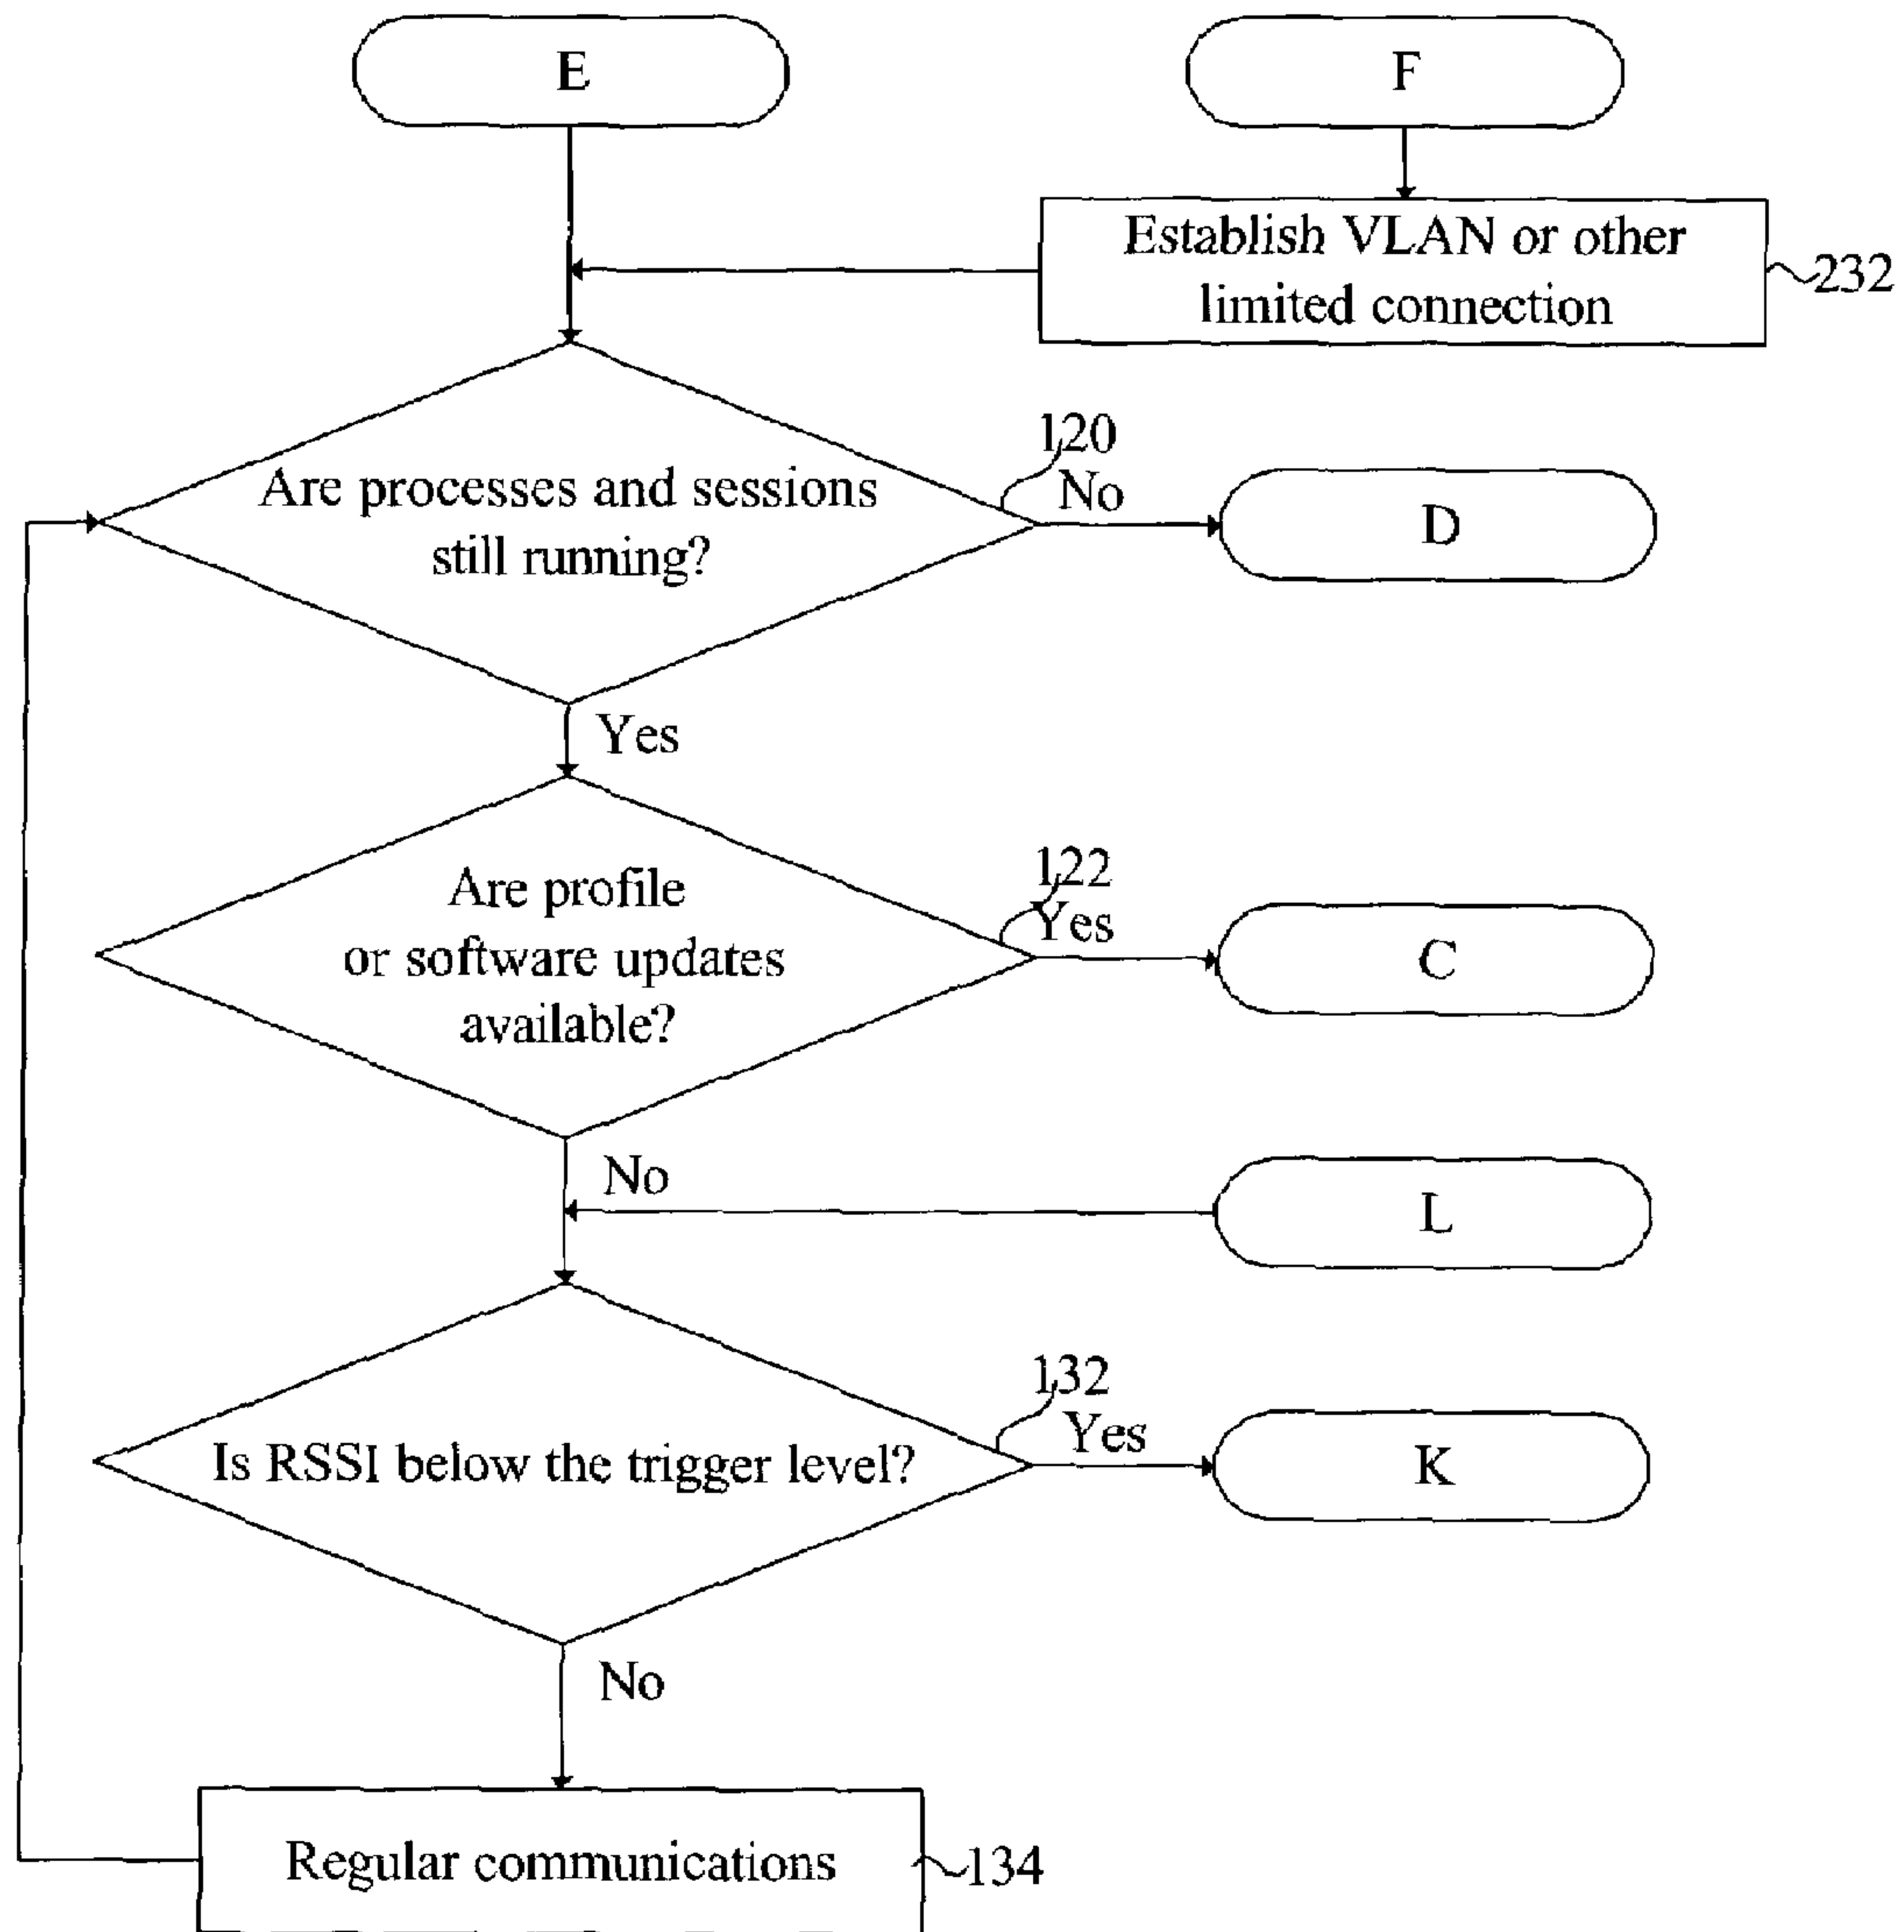 E
F
Establish VLAN or other
limited connection
232
120
No
Are processes and sessions
still running?
D
Yes
122
Yes
Are profile
or software updates
available?
C
No
L
132
Yes
Is RSSI below the trigger level?
K
No
Regular communications
134